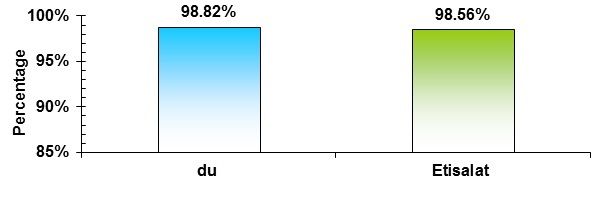 98.82%
98.56%
100%
95%
90%
85%
Percentage
du
Etisalat